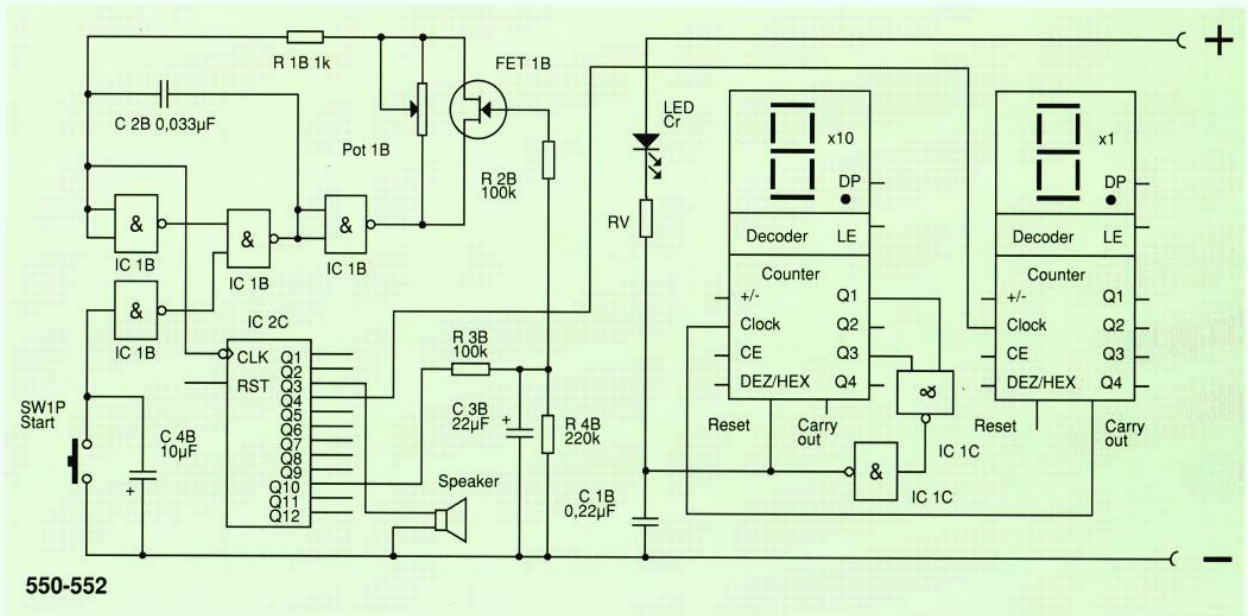 R 1B 1k
C 2B 0,033µF
Pot 1B
FET 1B
R 2B
100k
&
IC 1B
&
IC 1B
&
IC 1B
&
IC 1B
IC 2C
CLK
RST
Q1
Q2
Q3
Q4
Q5
Q6
Q7
Q8
Q9
Q10
Q11
Q12
SW1P
Start
C 4B
10µF
+
R 3B
100k
C 3B
22µF
+
R 4B
220k
Speaker
LED
Cr
RV
C 1B
0,22µF
x10
DP
Decoder
LE
Counter
+/-
Q1
Clock
Q2
CE
Q3
DEZ/HEX
Q4
Reset
Carry
out
&
IC 1C
&
IC 1C
x1
DP
Decoder
LE
Counter
+/-
Q1
Clock
Q2
CE
Q3
DEZ/HEX
Q4
Reset
Carry
out
+
−
550-552